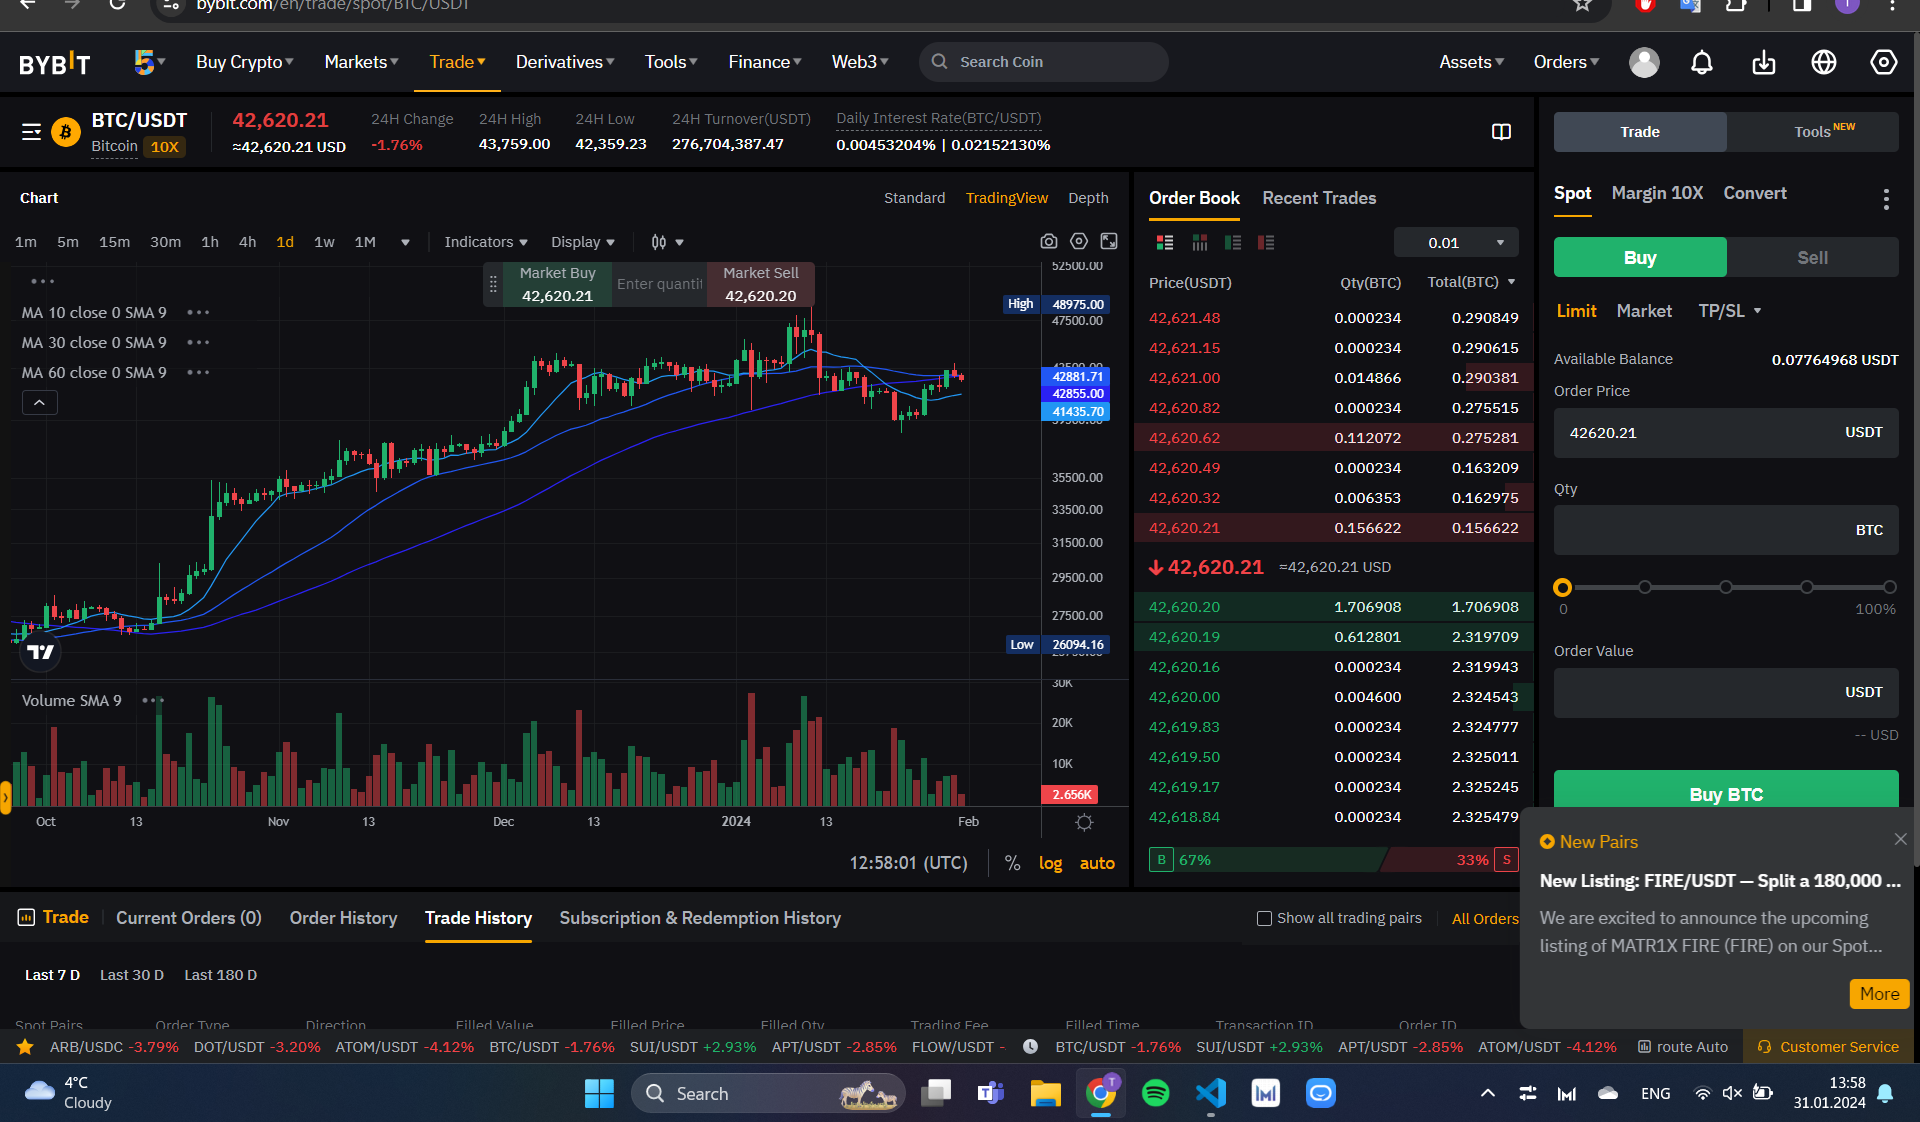 bybit.com/en/trade/spot/BTC/USDT
BYBIT 5 Buy Crypto Markets Trade Derivatives Tools Finance Web3 Search Coin Assets Orders
BTC/USDT
Bitcoin 10X
42,620.21
≈42,620.21 USD
24H Change
-1.76%
24H High
43,759.00
24H Low
42,359.23
24H Turnover(USDT)
276,704,387.47
Daily Interest Rate(BTC/USDT)
0.00453204% | 0.02152130%
Chart
Standard TradingView Depth
1m 5m 15m 30m 1h 4h 1d 1w 1M Indicators Display
Market Buy
42,620.21
Enter quantit
Market Sell
42,620.20
MA 10 close 0 SMA 9
MA 30 close 0 SMA 9
MA 60 close 0 SMA 9
52500.00
High 48975.00
47500.00
42881.71
42855.00
41435.70
35500.00
33500.00
31500.00
29500.00
27500.00
Low 26094.16
Volume SMA 9
30K
20K
10K
2.656K
Oct 13 Nov 13 Dec 13 2024 13 Feb
12:58:01 (UTC) % log auto
Order Book Recent Trades
0.01
Price(USDT) Qty(BTC) Total(BTC)
42,621.48 0.000234 0.290849
42,621.15 0.000234 0.290615
42,621.00 0.014866 0.290381
42,620.82 0.000234 0.275515
42,620.62 0.112072 0.275281
42,620.49 0.000234 0.163209
42,620.32 0.006353 0.162975
42,620.21 0.156622 0.156622
42,620.21 ≈42,620.21 USD
42,620.20 1.706908 1.706908
42,620.19 0.612801 2.319709
42,620.16 0.000234 2.319943
42,620.00 0.004600 2.324543
42,619.83 0.000234 2.324777
42,619.50 0.000234 2.325011
42,619.17 0.000234 2.325245
42,618.84 0.000234 2.325479
B 67% 33% S
Trade Tools NEW
Spot Margin 10X Convert
Buy Sell
Limit Market TP/SL
Available Balance 0.07764968 USDT
Order Price
42620.21 USDT
Qty
BTC
0 100%
Order Value
USDT
-- USD
Buy BTC
New Pairs
New Listing: FIRE/USDT — Split a 180,000 ...
We are excited to announce the upcoming
listing of MATR1X FIRE (FIRE) on our Spot...
More
Trade Current Orders (0) Order History Trade History Subscription & Redemption History Show all trading pairs All Orders
Last 7 D Last 30 D Last 180 D
Spot Pairs Order Type Direction Filled Value Filled Price Filled Qty Trading Fee Filled Time Transaction ID Order ID
ARB/USDC -3.79% DOT/USDT -3.20% ATOM/USDT -4.12% BTC/USDT -1.76% SUI/USDT +2.93% APT/USDT -2.85% FLOW/USDT - BTC/USDT -1.76% SUI/USDT +2.93% APT/USDT -2.85% ATOM/USDT -4.12% route Auto Customer Service
4°C
Cloudy
Search
ENG
13:58
31.01.2024